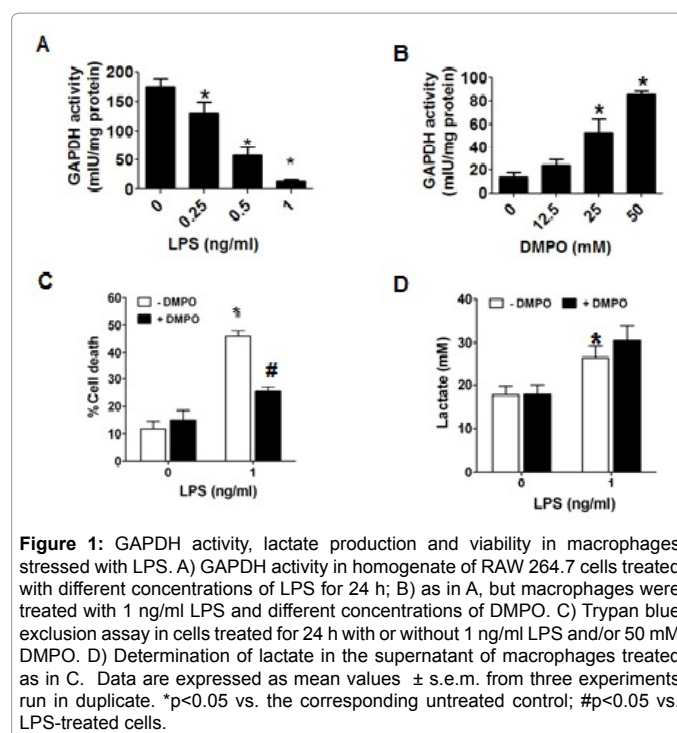 A
GAPDH activity
(mIU/mg protein)
200
150
100
50
0
*
*
*
0
0.25
0.5
1
LPS (ng/ml)
B
GAPDH activity
(mIU/mg protein)
100
80
60
40
20
0
*
*
0
12.5
25
50
DMPO (mM)
C
- DMPO
+ DMPO
% Cell death
60
50
40
30
20
10
0
*
#
0
1
LPS (ng/ml)
D
- DMPO
+ DMPO
Lactate (mM)
40
30
20
10
0
*
0
1
LPS (ng/ml)
Figure 1: GAPDH activity, lactate production and viability in macrophages
stressed with LPS. A) GAPDH activity in homogenate of RAW 264.7 cells treated
with different concentrations of LPS for 24 h; B) as in A, but macrophages were
treated with 1 ng/ml LPS and different concentrations of DMPO. C) Trypan blue
exclusion assay in cells treated for 24 h with or without 1 ng/ml LPS and/or 50 mM
DMPO. D) Determination of lactate in the supernatant of macrophages treated
as in C. Data are expressed as mean values ± s.e.m. from three experiments
run in duplicate. *p<0.05 vs. the corresponding untreated control; #p<0.05 vs.
LPS-treated cells.